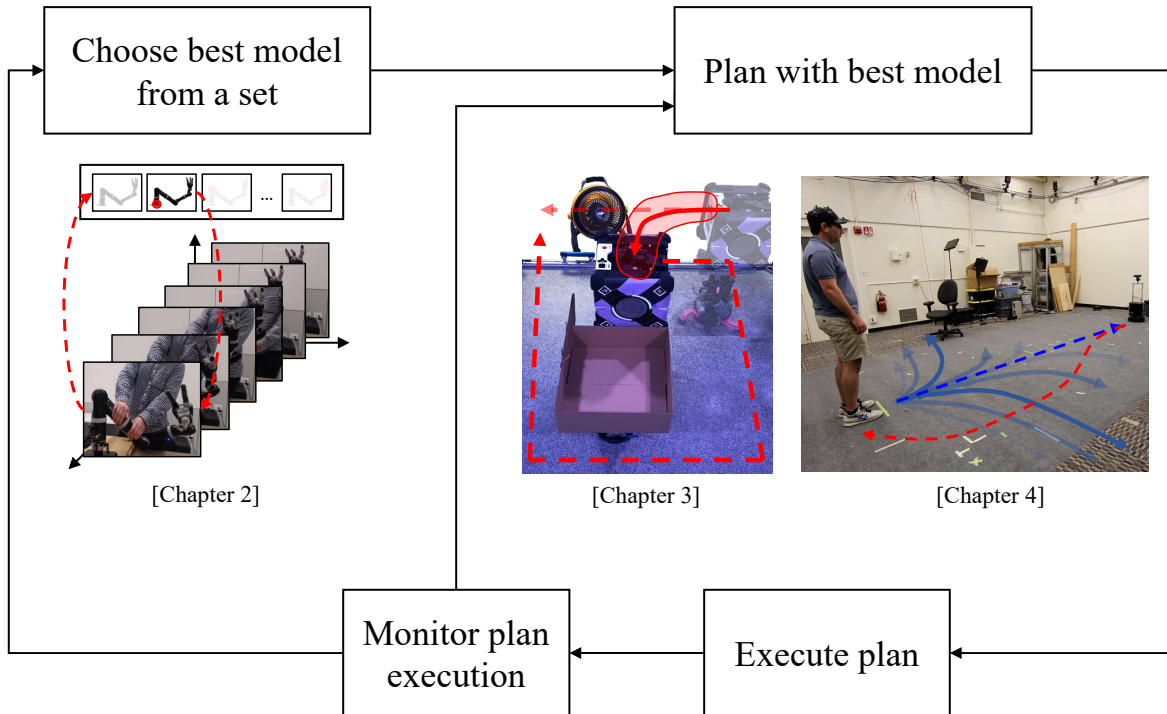 Choose best model
from a set
Plan with best model
...
[Chapter 2]
[Chapter 3]
[Chapter 4]
Monitor plan
execution
Execute plan